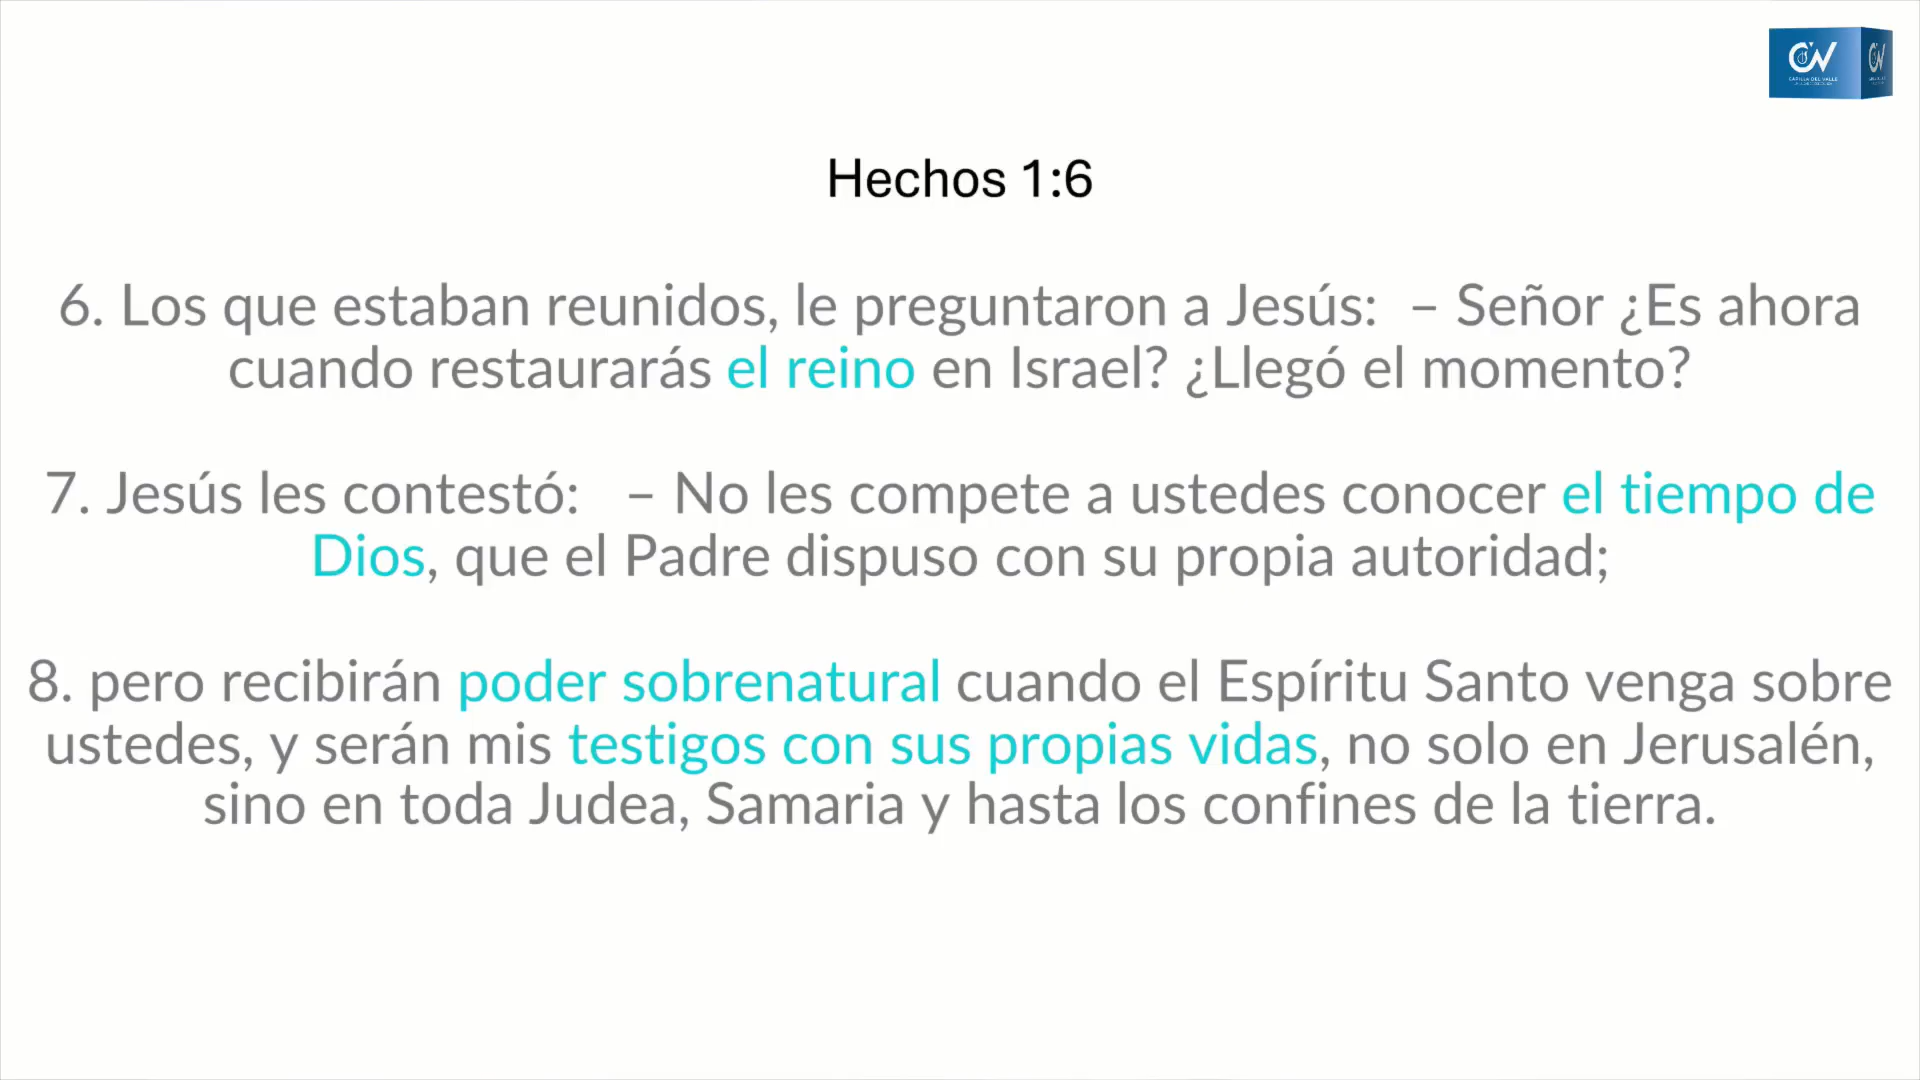 CAPILLA DEL VALLE
Hechos 1:6
6. Los que estaban reunidos, le preguntaron a Jesús:  – Señor ¿Es ahora
cuando restaurarás el reino en Israel? ¿Llegó el momento?
7. Jesús les contestó:   – No les compete a ustedes conocer el tiempo de
Dios, que el Padre dispuso con su propia autoridad;
8. pero recibirán poder sobrenatural cuando el Espíritu Santo venga sobre
ustedes, y serán mis testigos con sus propias vidas, no solo en Jerusalén,
sino en toda Judea, Samaria y hasta los confines de la tierra.